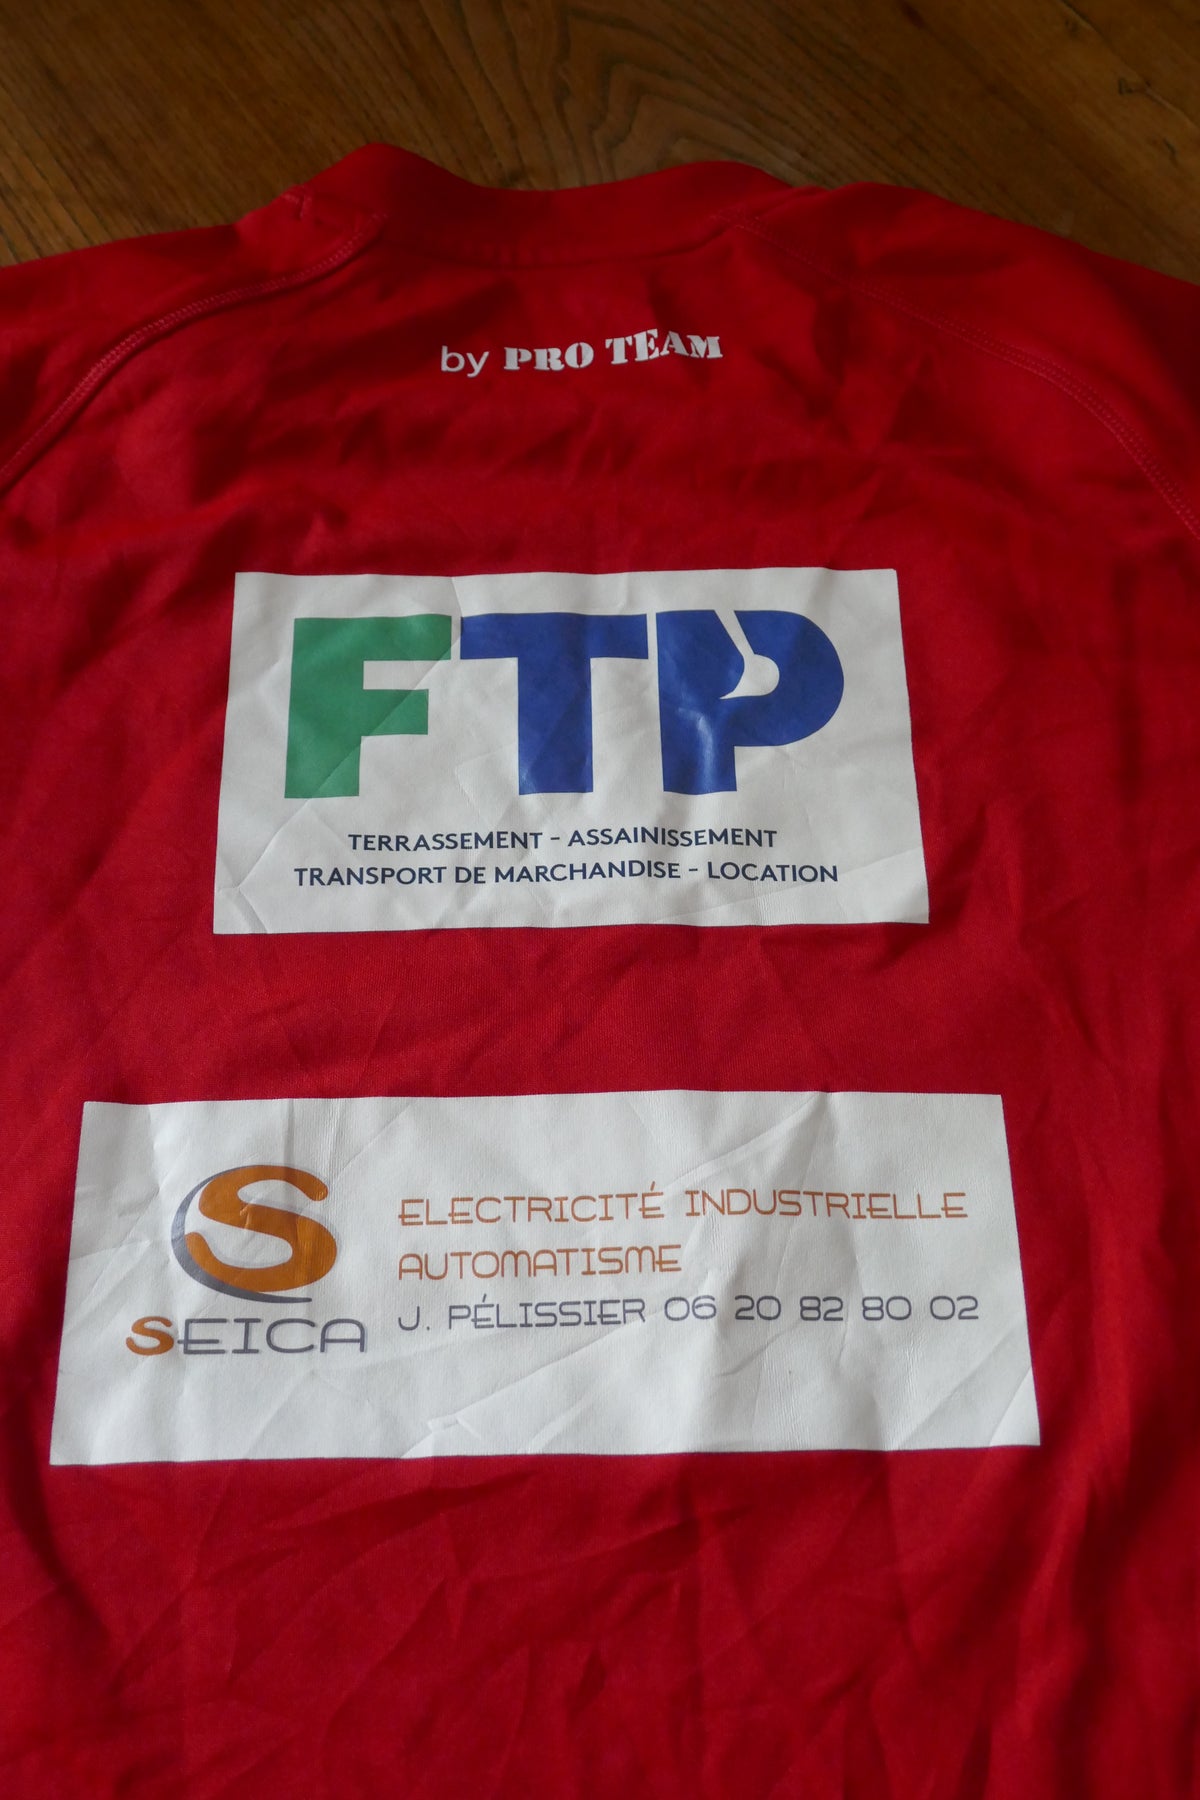 by PRO TEAM
FTP
TERRASSEMENT - ASSAINISSEMENT
TRANSPORT DE MARCHANDISE - LOCATION
S
SEICA
ELECTRICITÉ INDUSTRIELLE
AUTOMATISME
J. PÉLISSIER 06 20 82 80 02